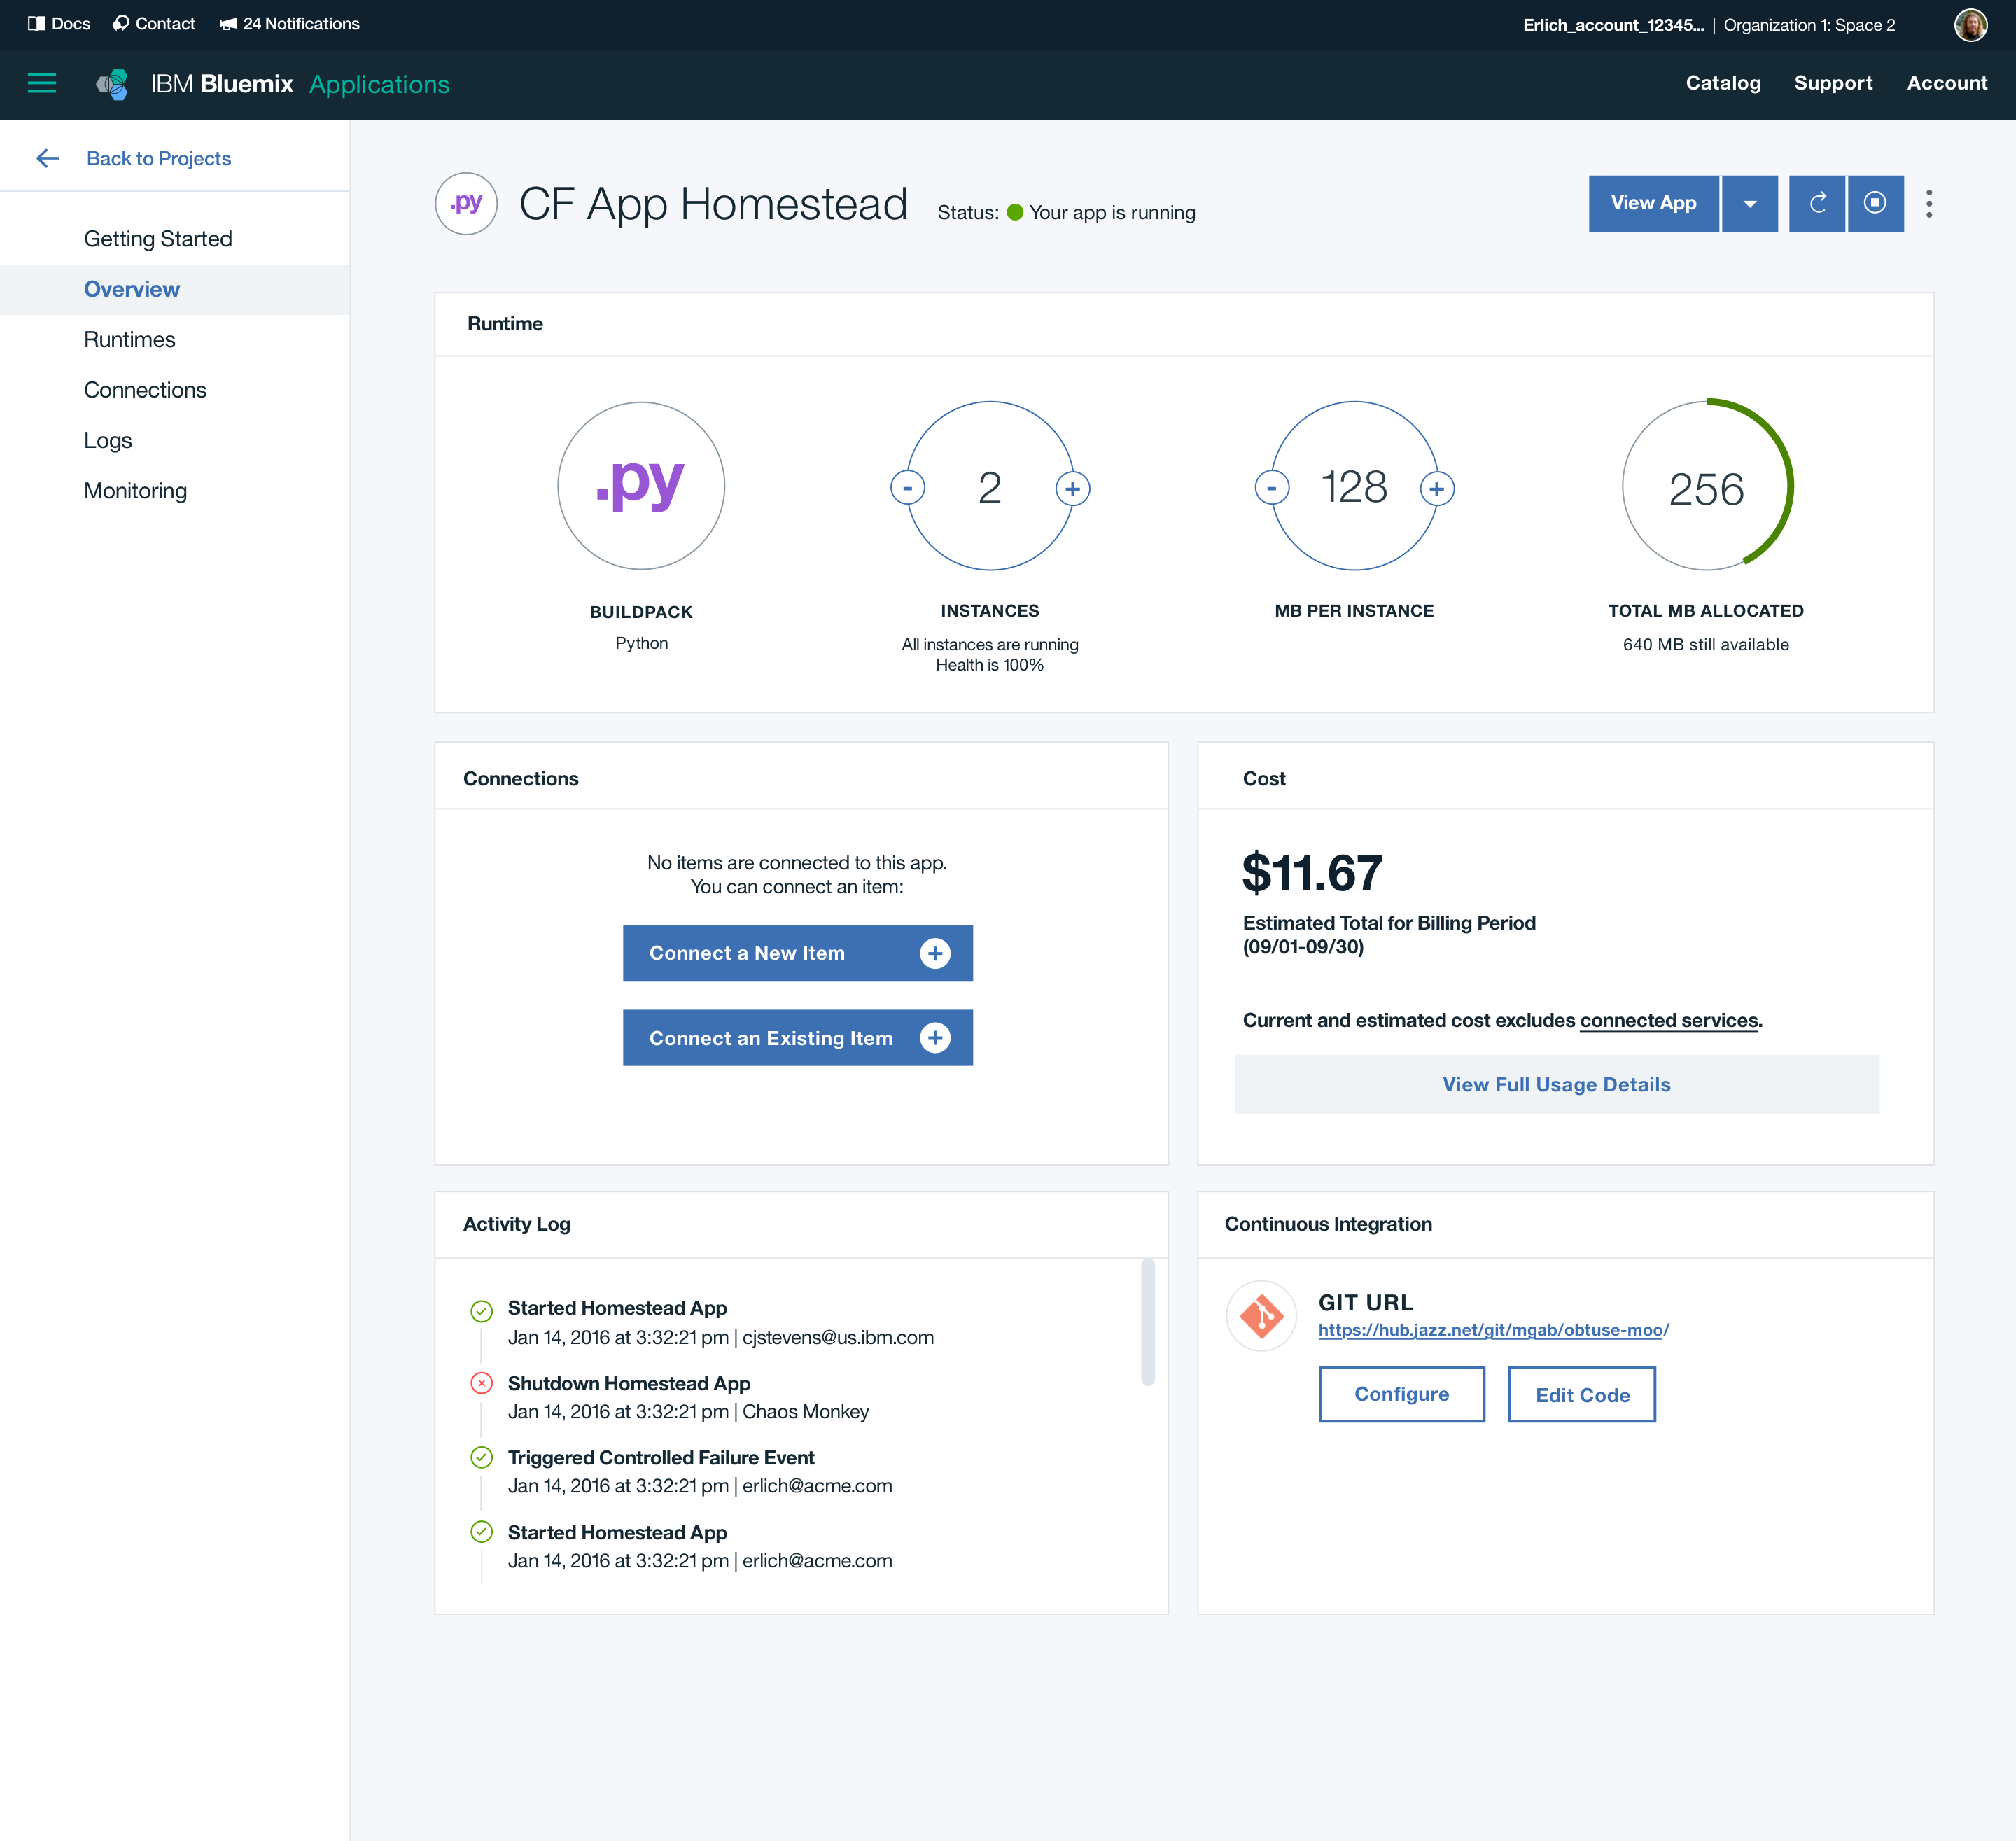 Docs Contact 24 Notifications Erlich_account_12345... | Organization 1: Space 2
IBM Bluemix Applications Catalog Support Account
Back to Projects
Getting Started
Overview
Runtimes
Connections
Logs
Monitoring
.py CF App Homestead Status: Your app is running View App
Runtime
.py - 2 + - 128 + 256
BUILDPACK INSTANCES MB PER INSTANCE TOTAL MB ALLOCATED
Python All instances are running 640 MB still available
Health is 100%
Connections
No items are connected to this app.
You can connect an item:
Connect a New Item +
Connect an Existing Item +
Cost
$11.67
Estimated Total for Billing Period
(09/01-09/30)
Current and estimated cost excludes connected services.
View Full Usage Details
Activity Log
Started Homestead App
Jan 14, 2016 at 3:32:21 pm | cjstevens@us.ibm.com
Shutdown Homestead App
Jan 14, 2016 at 3:32:21 pm | Chaos Monkey
Triggered Controlled Failure Event
Jan 14, 2016 at 3:32:21 pm | erlich@acme.com
Started Homestead App
Jan 14, 2016 at 3:32:21 pm | erlich@acme.com
Continuous Integration
GIT URL
https://hub.jazz.net/git/mgab/obtuse-moo/
Configure Edit Code